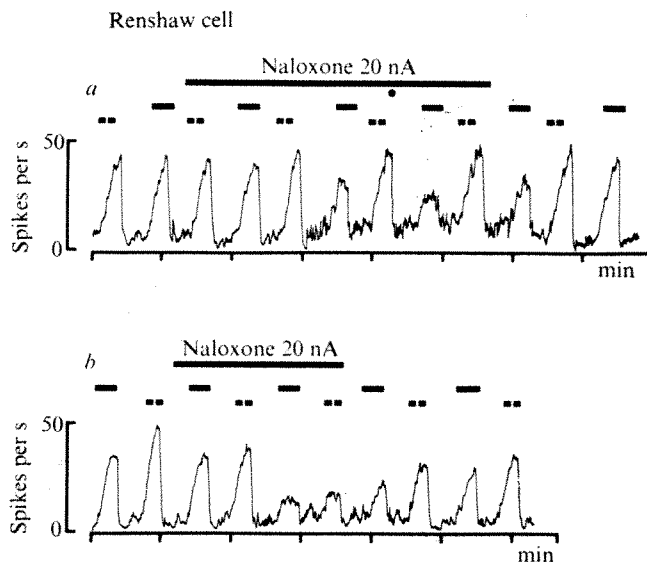 Renshaw cell
Naloxone 20 nA
a
50
Spikes per s
0
min
Naloxone 20 nA
b
50
Spikes per s
0
min